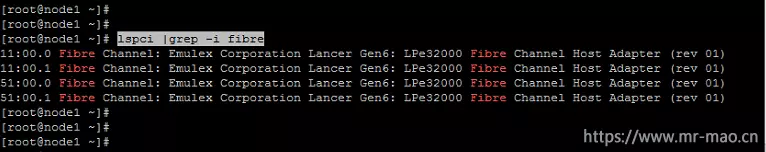 [root@node1 ~]#
[root@node1 ~]#
[root@node1 ~]# lspci |grep -i fibre
11:00.0 Fibre Channel: Emulex Corporation Lancer Gen6: LPe32000 Fibre Channel Host Adapter (rev 01)
11:00.1 Fibre Channel: Emulex Corporation Lancer Gen6: LPe32000 Fibre Channel Host Adapter (rev 01)
51:00.0 Fibre Channel: Emulex Corporation Lancer Gen6: LPe32000 Fibre Channel Host Adapter (rev 01)
51:00.1 Fibre Channel: Emulex Corporation Lancer Gen6: LPe32000 Fibre Channel Host Adapter (rev 01)
[root@node1 ~]#
[root@node1 ~]#
[root@node1 ~]#
https://www.mr-mao.cn